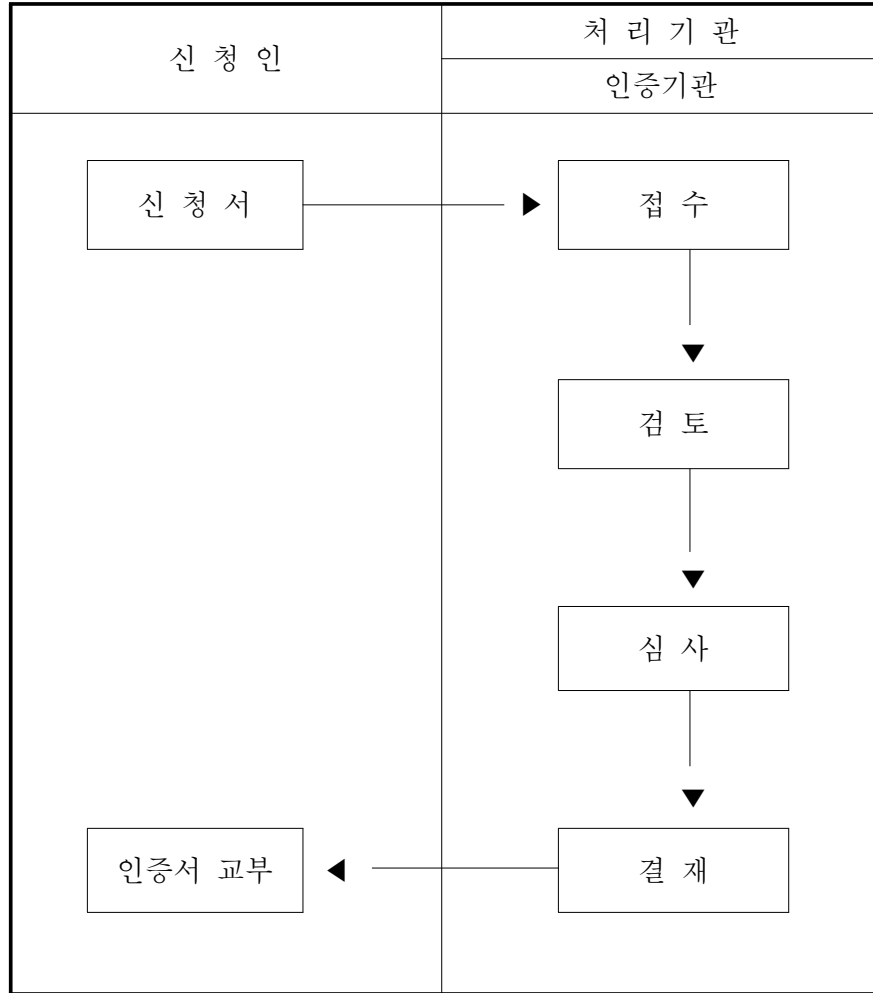 신 청 인
처 리 기 관
인증기관
신 청 서
접 수
검 토
심 사
인증서 교부
결 재